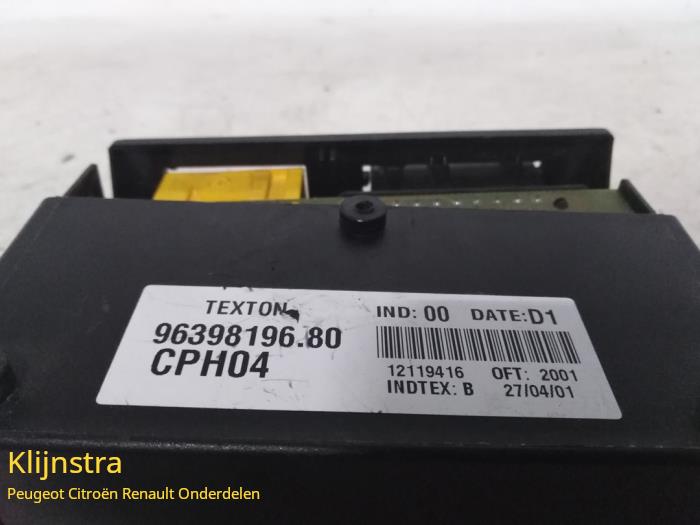 TEXTON
IND: 00 DATE: D1
96398196.80
CPH04
12119416 OFT: 2001
INDTEX: B 27/04/01
Klijnstra
Peugeot Citroën Renault Onderdelen